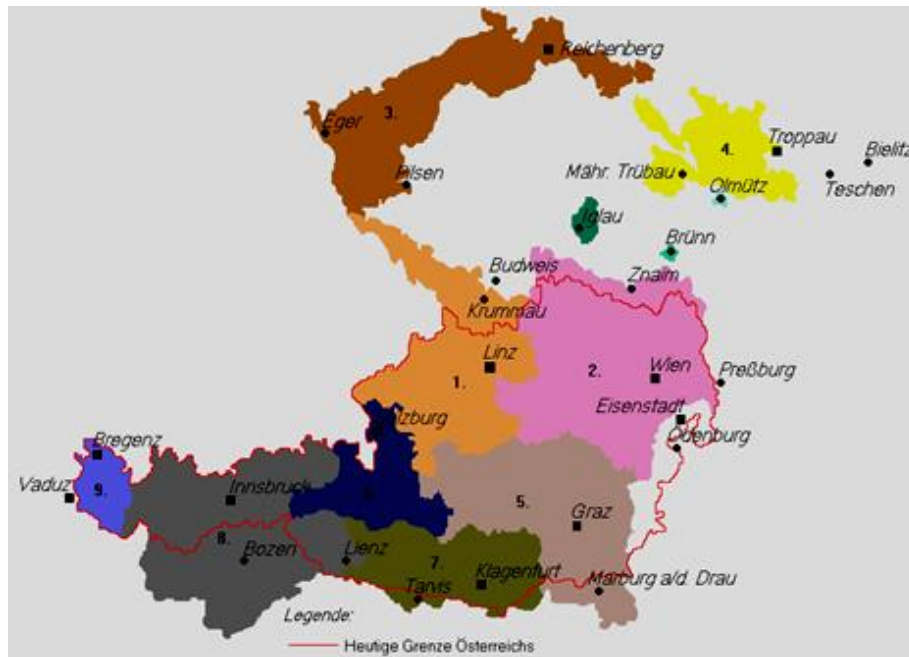 Reichenberg
3.
Eger
Pilsen
4.
Troppau
Bielitz
Mähr. Trübau
Teschen
Olmütz
Iglau
Brünn
Budweis
Znaim
Krummau
Linz
1.
2.
Wien
Preßburg
Eisenstadt
Ödenburg
Bregenz
Vaduz
9.
Innsbruck
5.
Graz
8.
Bozen
Lienz
7.
Klagenfurt
Tarvis
Marburg a/d. Drau
Legende:
Heutige Grenze Österreichs